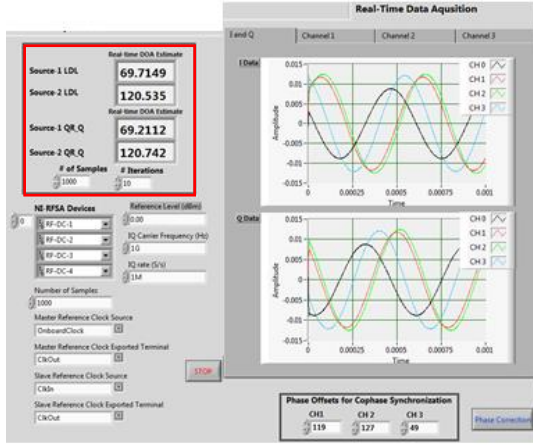 Real-Time Data Aqusition
I and Q
Channel 1
Channel 2
Channel 3
Real-time DOA Estimate
Source-1 LDL
69.7149
Source-2 LDL
120.535
Real-time DOA Estimate
Source-1 QR_Q
69.2112
Source-2 QR_Q
120.742
# of Samples
# Iterations
1000
10
NI-RFSA Devices
Reference Level (dBm)
0
RF-DC-1
0.00
RF-DC-2
IQ Carrier Frequency (Hz)
1G
RF-DC-3
IQ rate (S/s)
RF-DC-4
1M
Number of Samples
1000
Master Reference Clock Source
OnboardClock
Master Reference Clock Exported Terminal
ClkOut
Slave Reference Clock Source
ClkIn
Slave Reference Clock Exported Terminal
ClkOut
STOP
I Data
Amplitude
0.015
0.01
0.005
0
-0.005
-0.01
-0.015
0
0.00025
0.0005
0.00075
0.001
Time
CH 0
CH 1
CH 2
CH 3
Q Data
Amplitude
0.015
0.01
0.005
0
-0.005
-0.01
-0.015
0
0.00025
0.0005
0.00075
0.001
Time
CH 0
CH 1
CH 2
CH 3
Phase Offsets for Cophase Synchronization
CH1
CH 2
CH 3
119
127
49
Phase Correction